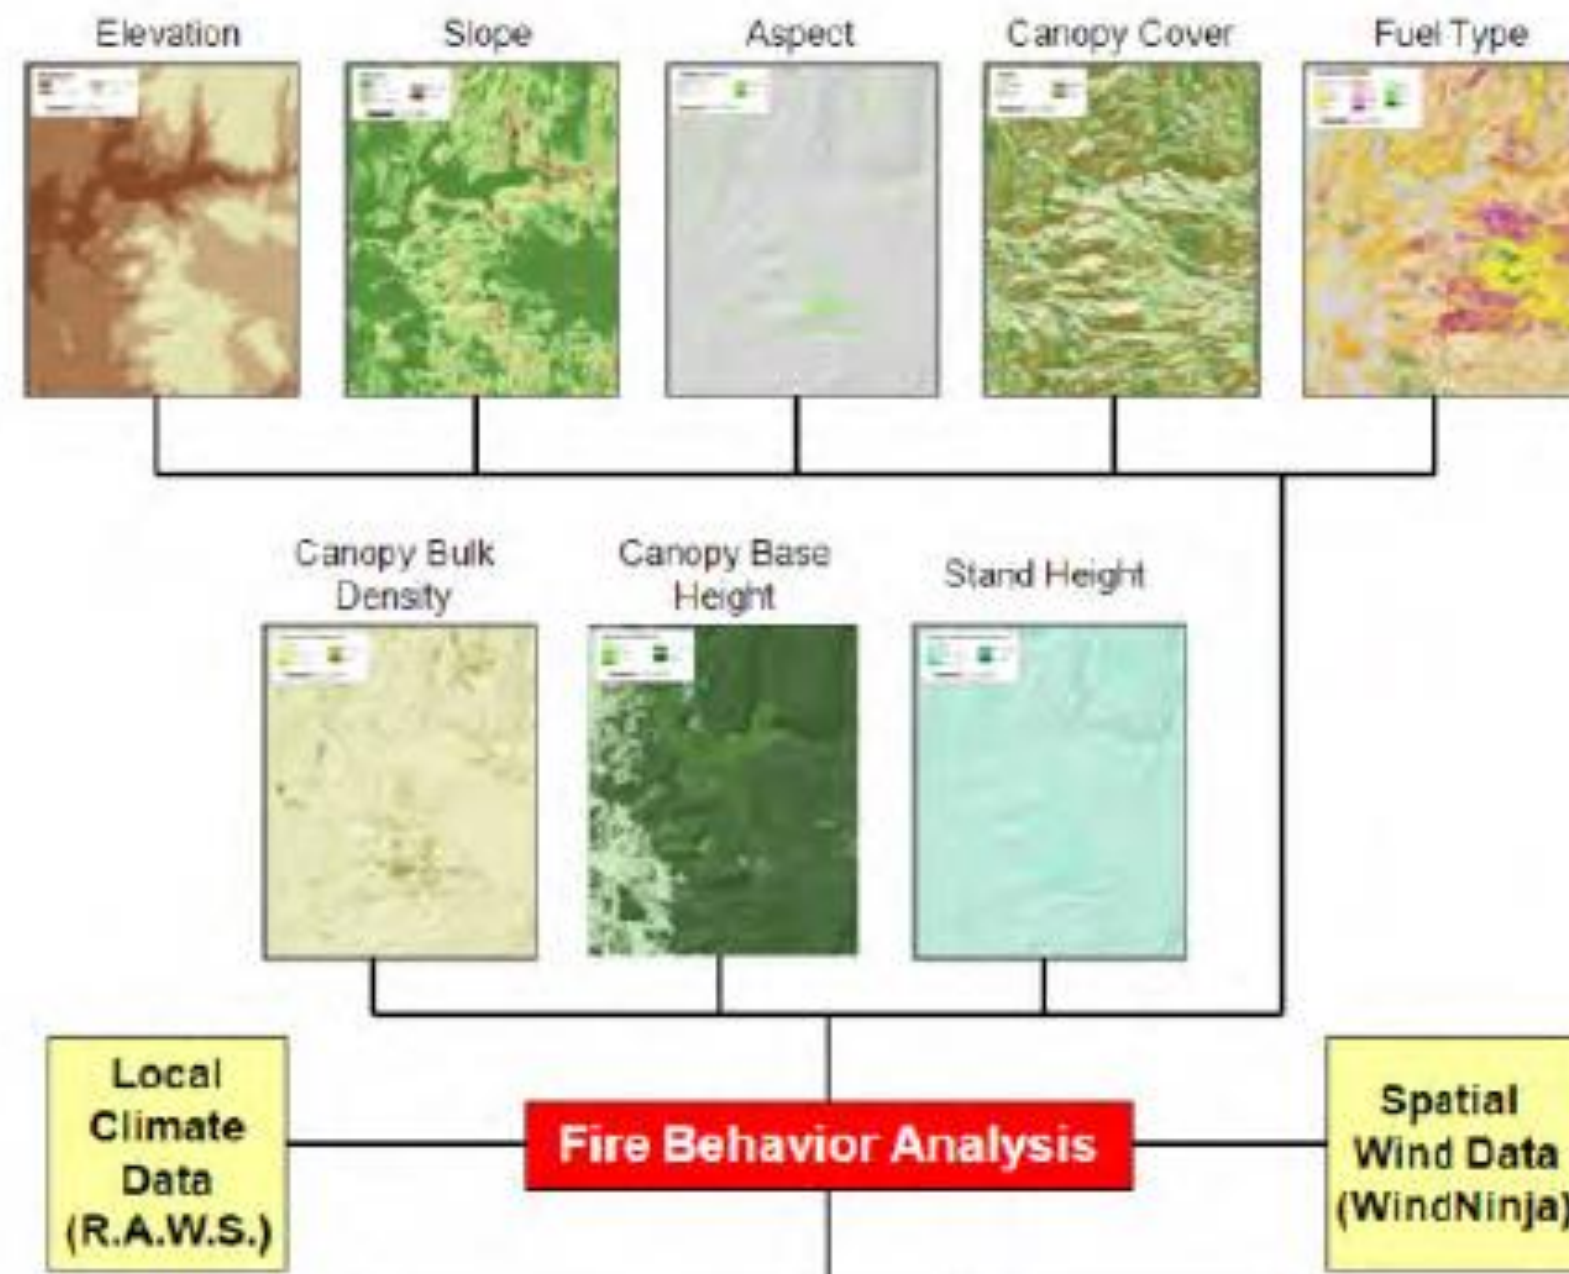 Elevation
Slope
Aspect
Canopy Cover
Fuel Type
Canopy Bulk
Density
Canopy Base
Height
Stand Height
Local
Climate
Data
(R.A.W.S.)
Fire Behavior Analysis
Spatial
Wind Data
(WindNinja)